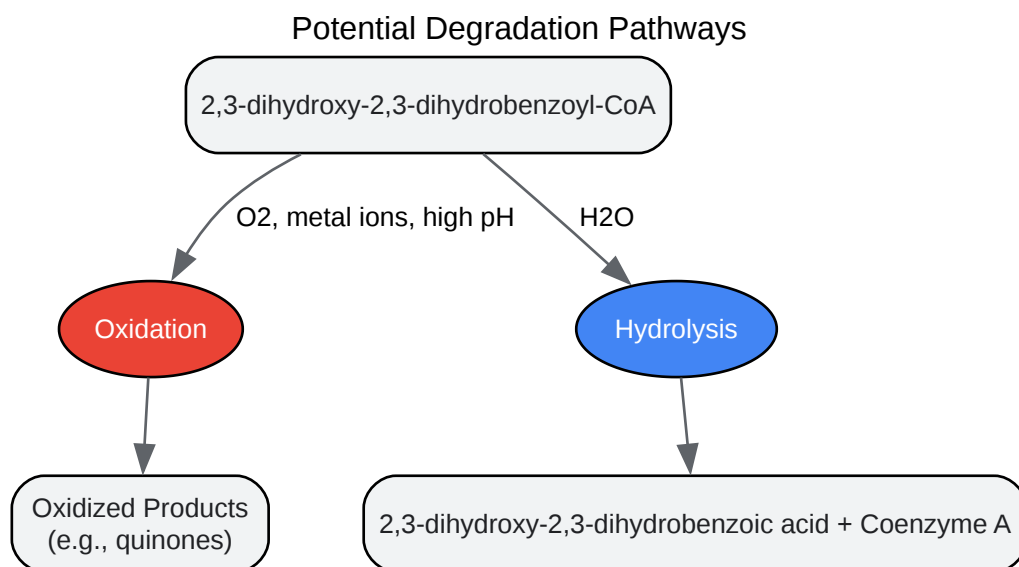 Potential Degradation Pathways
2,3-dihydroxy-2,3-dihydrobenzoyl-CoA
O2, metal ions, high pH
H2O
Oxidation
Hydrolysis
Oxidized Products
(e.g., quinones)
2,3-dihydroxy-2,3-dihydrobenzoic acid + Coenzyme A